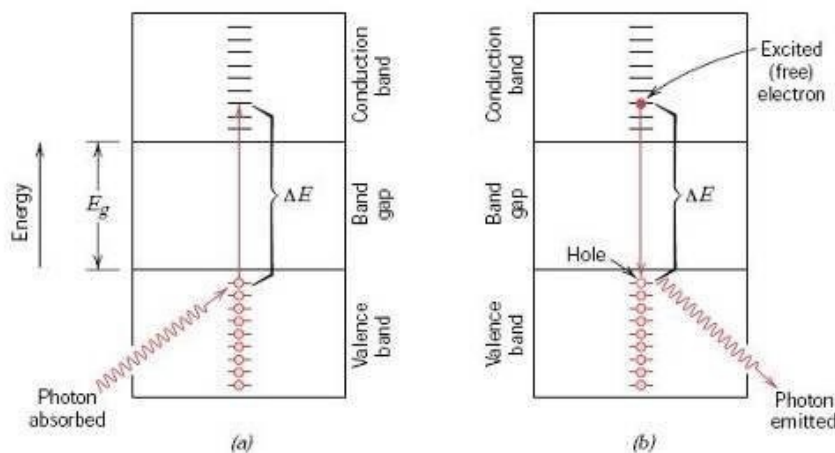 Energy
E_g
Conduction
band
Band
gap
Valence
band
ΔE
Photon
absorbed
(a)
Conduction
band
Band
gap
Valence
band
Excited
(free)
electron
ΔE
Hole
Photon
emitted
(b)